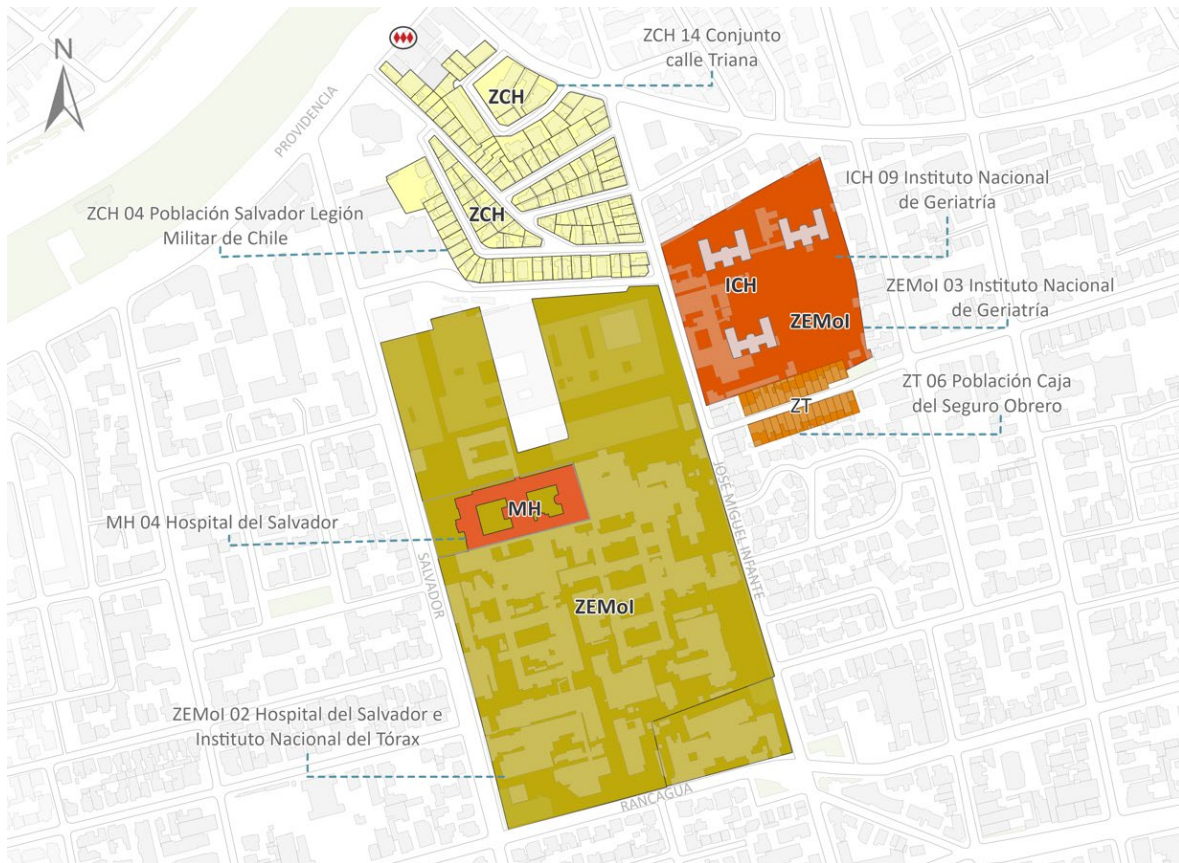 N
ZCH 14 Conjunto
calle Triana
ZCH
PROVIDENCIA
ZCH 04 Población Salvador Legión
Militar de Chile
ZCH
ICH 09 Instituto Nacional
de Geriatría
ICH
ZEMoI 03 Instituto Nacional
de Geriatría
ZEMoI
ZT 06 Población Caja
del Seguro Obrero
ZT
JOSÉ MIGUEL INFANTE
MH 04 Hospital del Salvador
MH
SALVADOR
ZEMoI
ZEMoI 02 Hospital del Salvador e
Instituto Nacional del Tórax
RANCAGUA